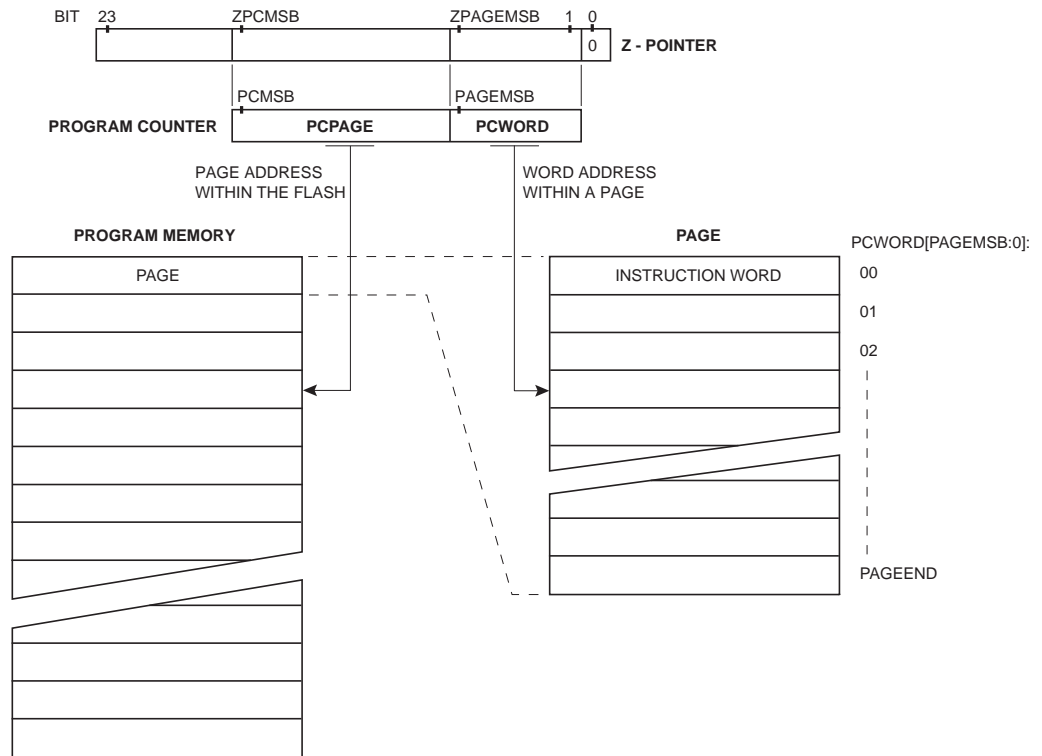 BIT 23 ZPCMSB ZPAGEMSB 1 0
0 Z - POINTER
PCMSB PAGEMSB
PROGRAM COUNTER PCPAGE PCWORD
PAGE ADDRESS
WITHIN THE FLASH
WORD ADDRESS
WITHIN A PAGE
PROGRAM MEMORY
PAGE
PAGE
PCWORD[PAGEMSB:0]:
INSTRUCTION WORD
00
01
02
PAGEEND